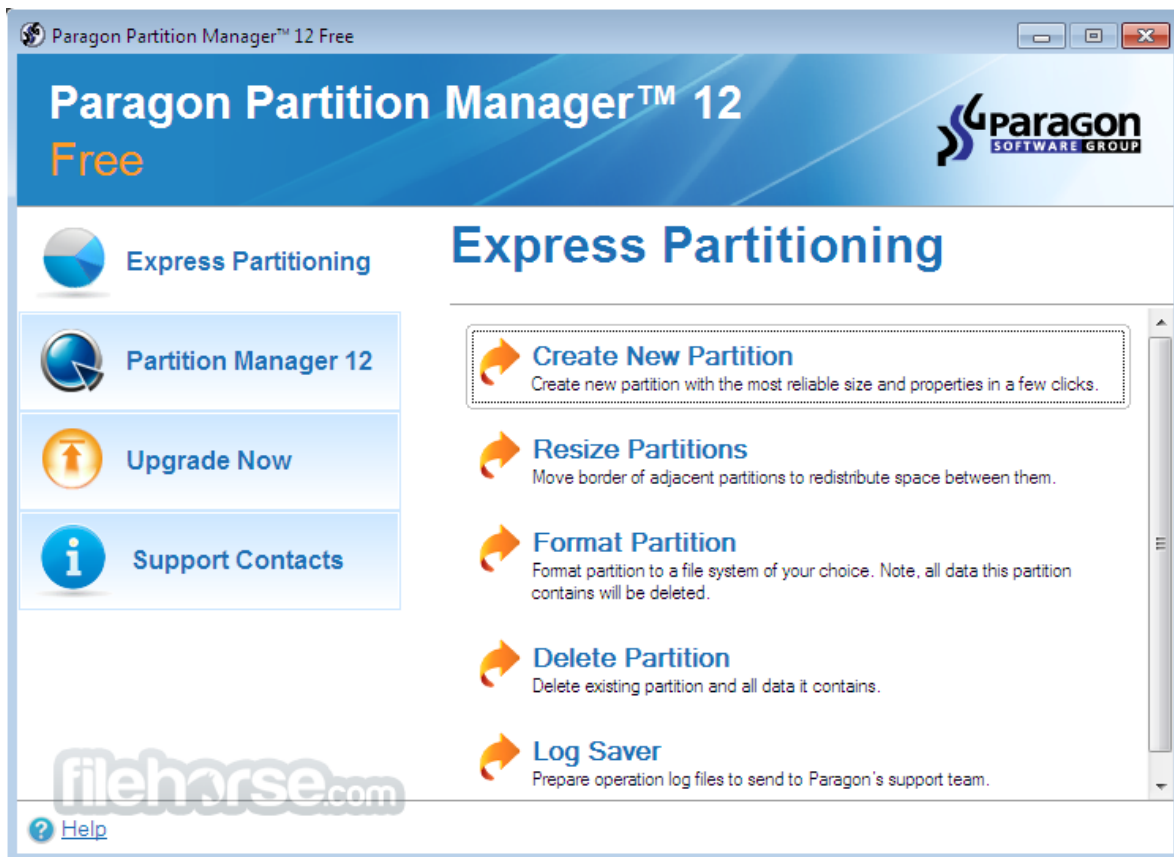 Paragon Partition Manager™ 12 Free
Paragon Partition Manager™ 12
Free
Paragon
SOFTWARE GROUP
Express Partitioning
Partition Manager 12
Upgrade Now
Support Contacts
Express Partitioning
Create New Partition
Create new partition with the most reliable size and properties in a few clicks.
Resize Partitions
Move border of adjacent partitions to redistribute space between them.
Format Partition
Format partition to a file system of your choice. Note, all data this partition
contains will be deleted.
Delete Partition
Delete existing partition and all data it contains.
Log Saver
Prepare operation log files to send to Paragon's support team.
filehorse.com
Help